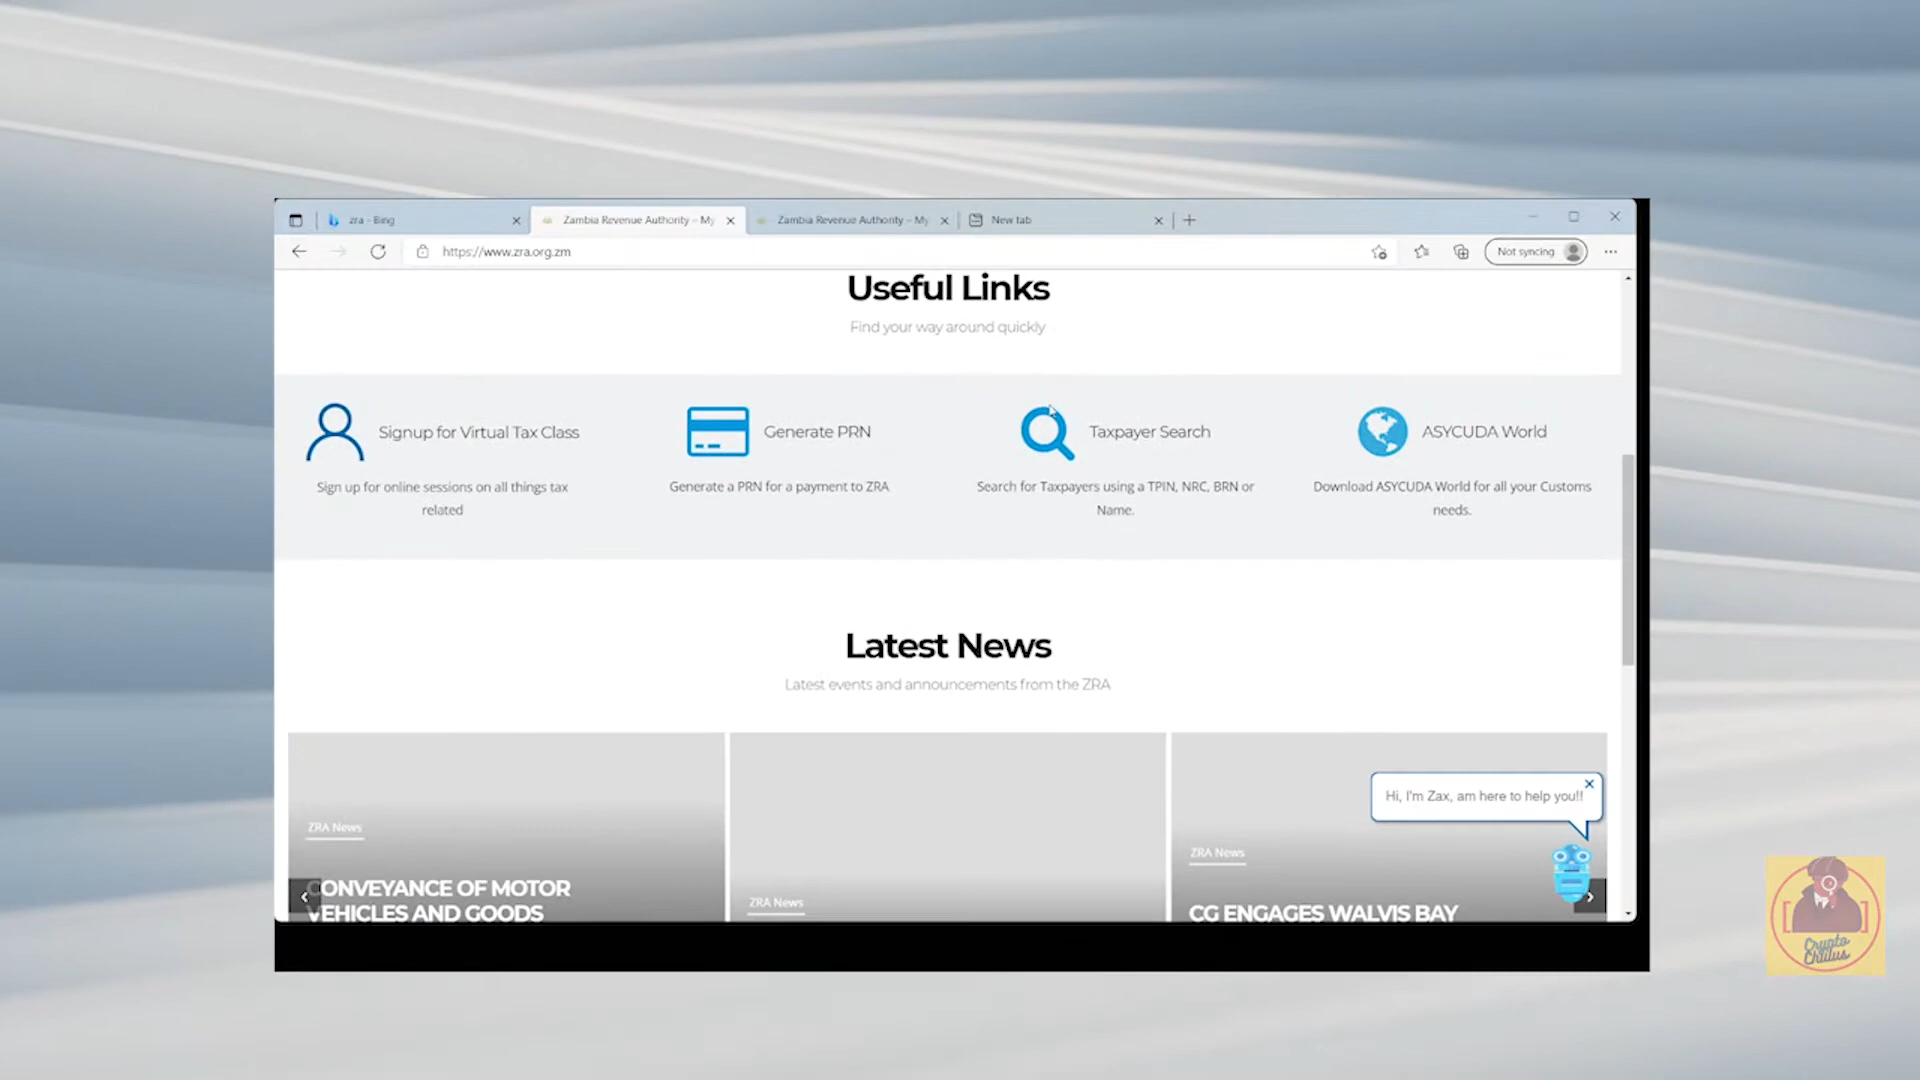 zra - Bing
Zambia Revenue Authority – My
Zambia Revenue Authority – My
New tab
https://www.zra.org.zm
Not syncing
Useful Links
Find your way around quickly
Signup for Virtual Tax Class
Sign up for online sessions on all things tax
related
Generate PRN
Generate a PRN for a payment to ZRA
Taxpayer Search
Search for Taxpayers using a TPIN, NRC, BRN or
Name.
ASYCUDA World
Download ASYCUDA World for all your Customs
needs.
Latest News
Latest events and announcements from the ZRA
ZRA News
CONVEYANCE OF MOTOR
VEHICLES AND GOODS
ZRA News
ZRA News
CG ENGAGES WALVIS BAY
Hi, I'm Zax, am here to help you!!
Crypto